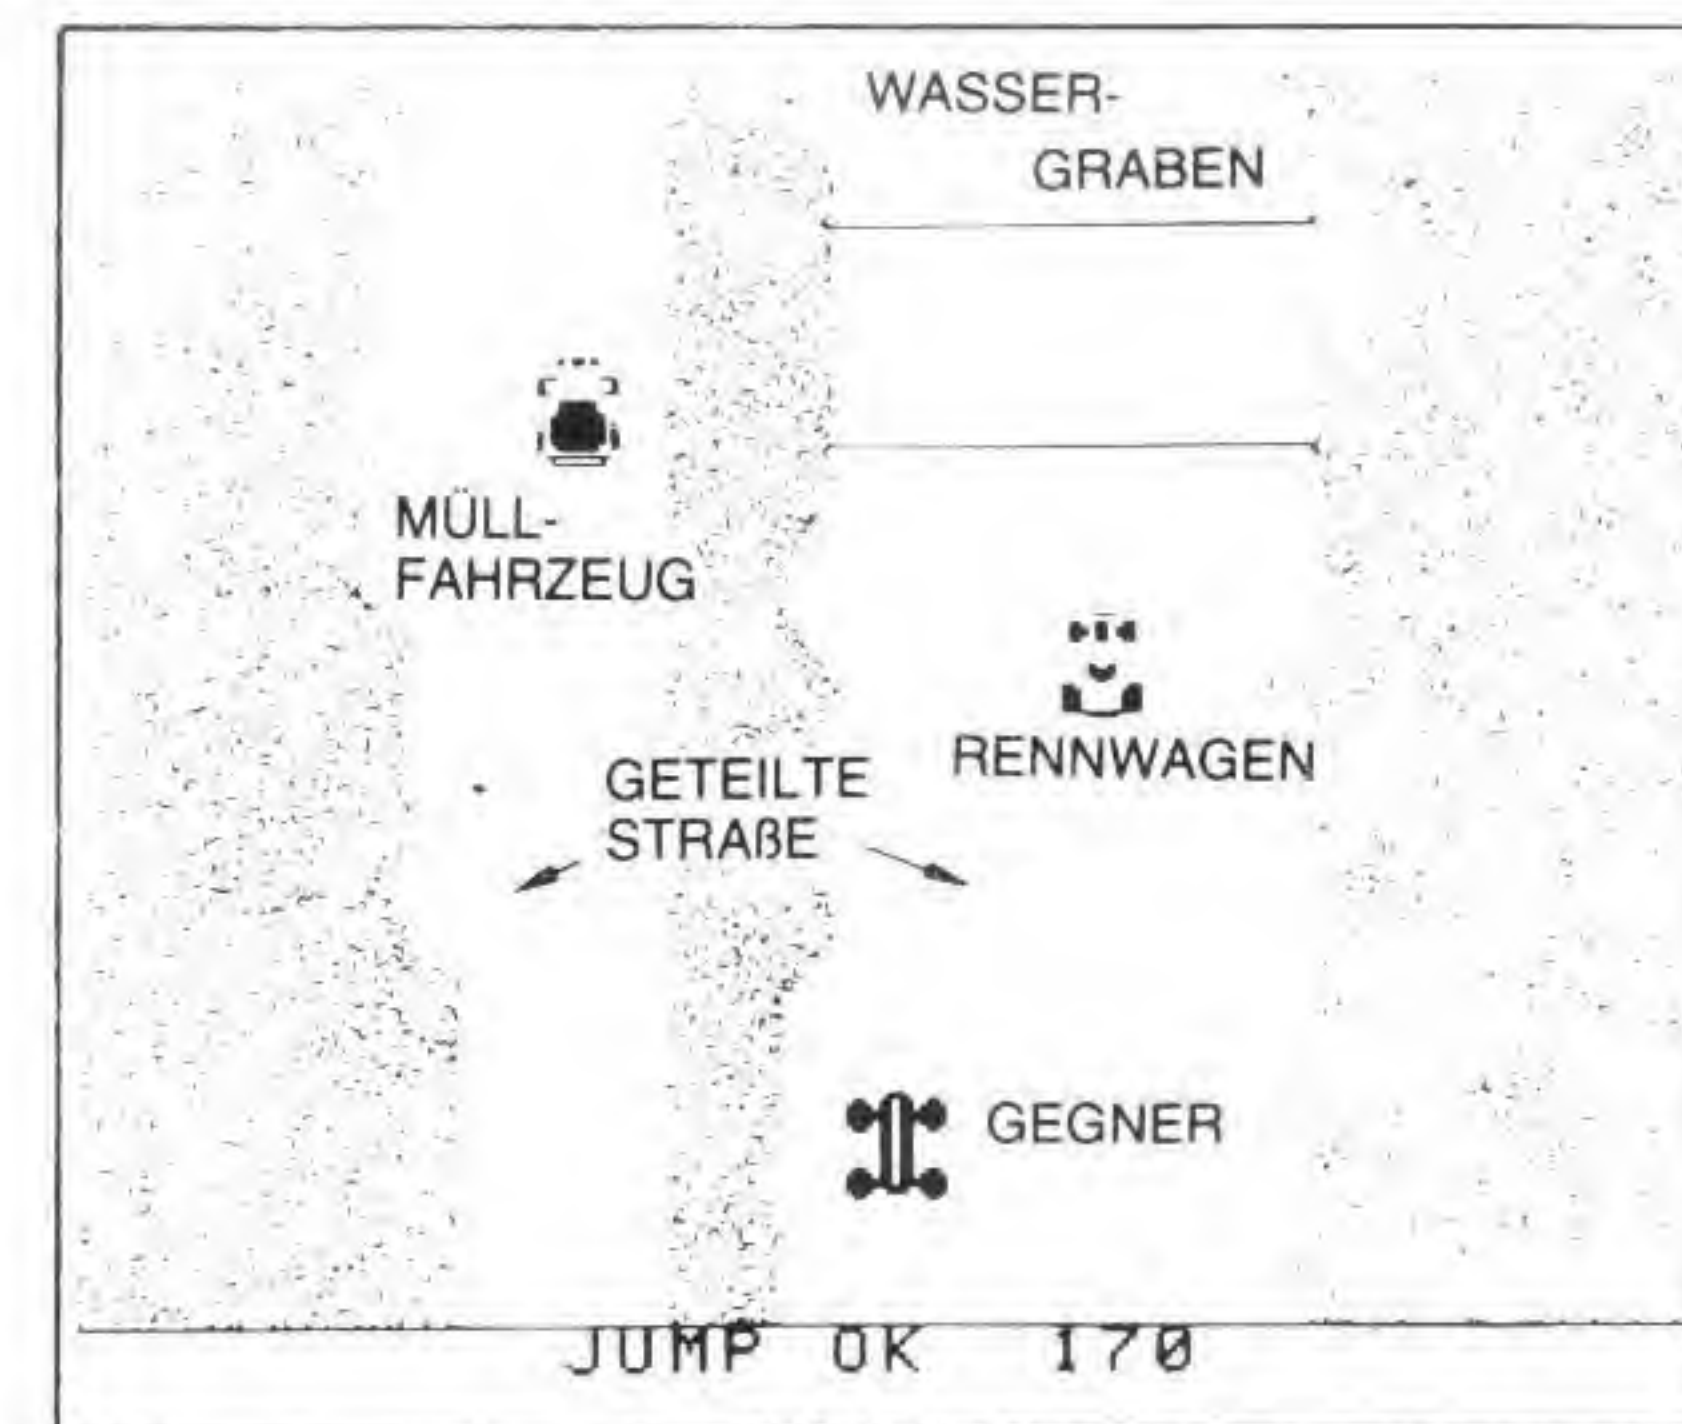 WASSER-
GRABEN
MÜLL-
FAHRZEUG
RENNWAGEN
GETEILTE
STRAßE
GEGNER
JUMP OK 170